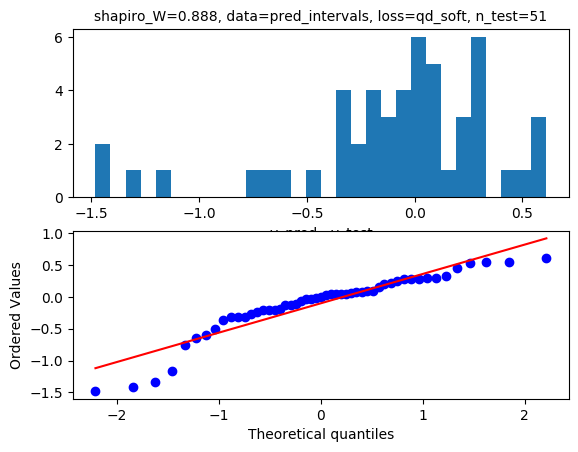 shapiro_W=0.888, data=pred_intervals, loss=qd_soft, n_test=51
6
4
2
0
−1.5 −1.0 −0.5 0.0 0.5
1.0
0.5
0.0
−0.5
−1.0
−1.5
Ordered Values
−2 −1 0 1 2
Theoretical quantiles